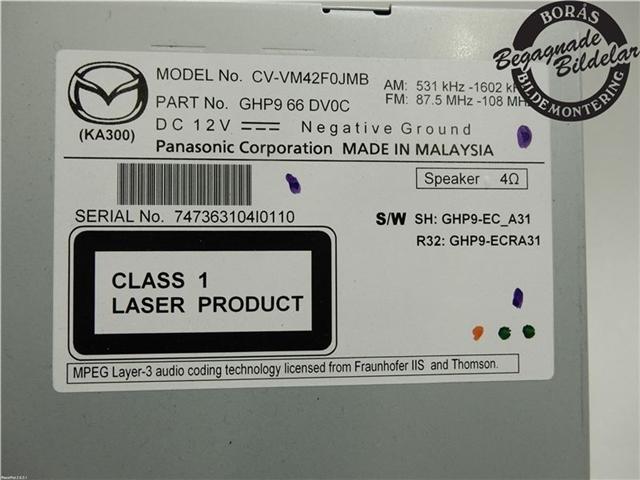 BORÅS
Begagnade
Bildelar
BILDEMONTERING
MODEL No. CV-VM42F0JMB
AM: 531 kHz -1602
PART No. GHP9 66 DV0C
FM: 87.5 MHz -108
(KA300)
DC 12V Negative Ground
Panasonic Corporation MADE IN MALAYSIA
Speaker 4Ω
SERIAL No. 747363104I0110
S/W SH: GHP9-EC_A31
R32: GHP9-ECRA31
CLASS 1
LASER PRODUCT
MPEG Layer-3 audio coding technology licensed from Fraunhofer IIS and Thomson.